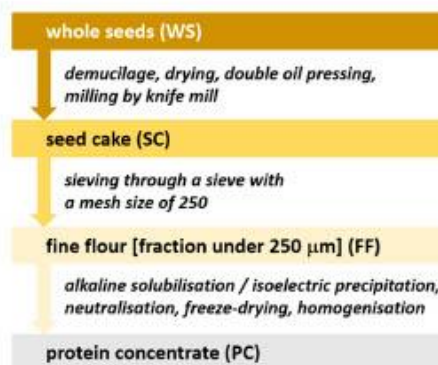 whole seeds (WS)
demucilage, drying, double oil pressing,
milling by knife mill
seed cake (SC)
sieving through a sieve with
a mesh size of 250
fine flour [fraction under 250 μm] (FF)
alkaline solubilisation / isoelectric precipitation,
neutralisation, freeze-drying, homogenisation
protein concentrate (PC)